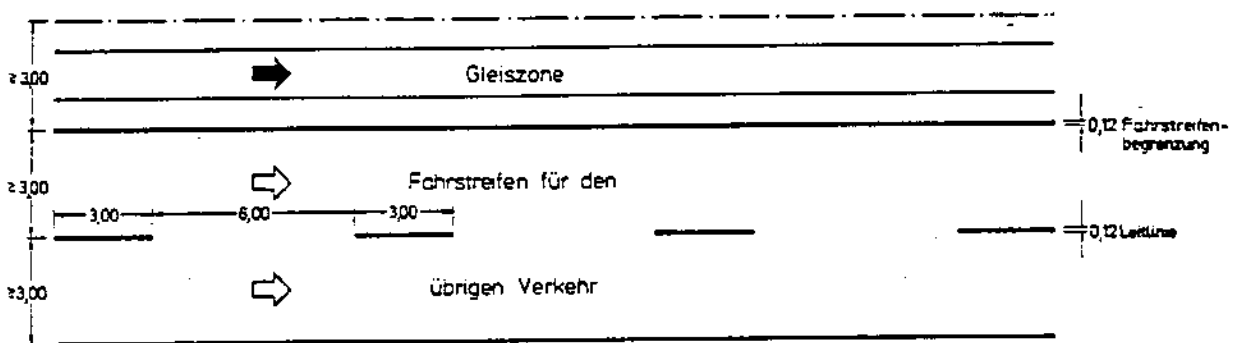 ≥3,00
Gleiszone
0,12 Fahrstreifen-
begrenzung
≥3,00
Fahrstreifen für den
3,00
6,00
3,00
0,12 Leitlinie
≥3,00
übrigen Verkehr